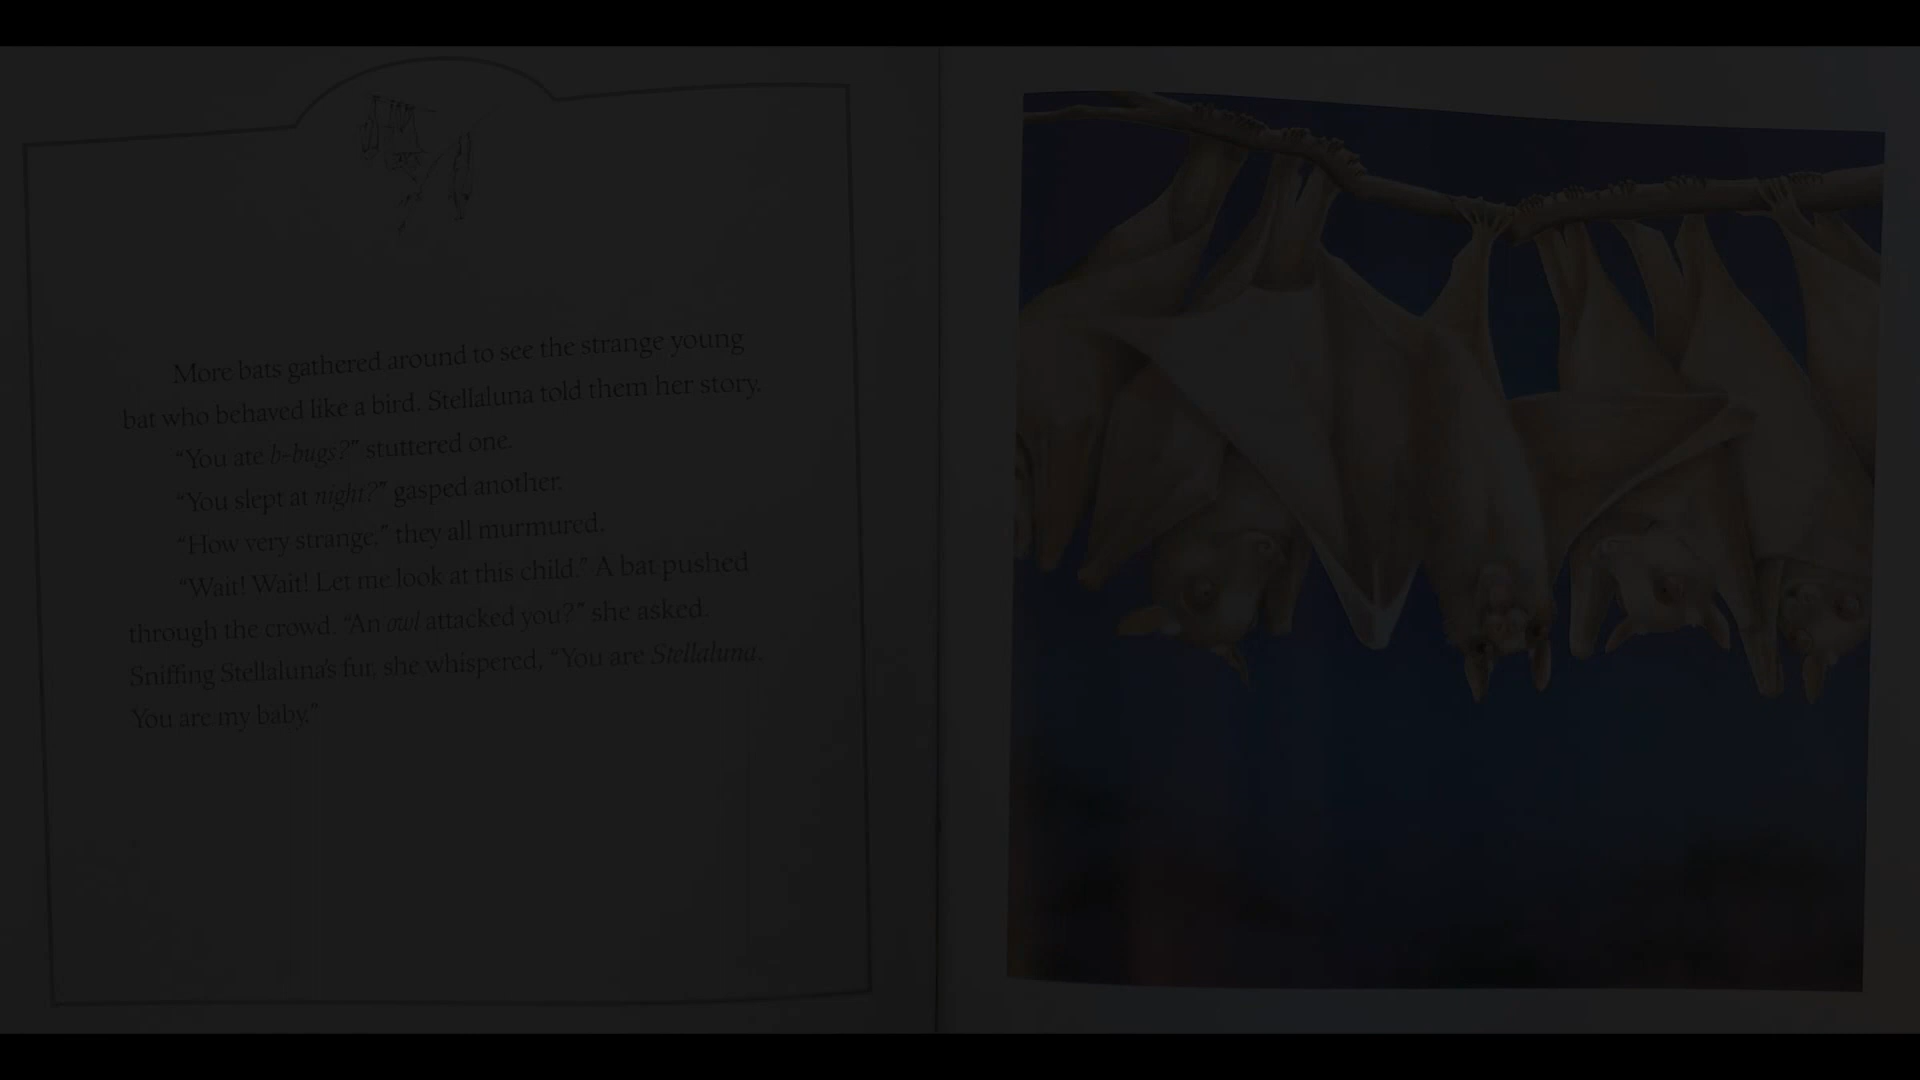 More bats gathered around to see the strange young
bat who behaved like a bird. Stellaluna told them her story.
“You ate b-bugs?” stuttered one.
“You slept at night?” gasped another.
“How very strange,” they all murmured.
“Wait! Wait! Let me look at this child.” A bat pushed
through the crowd. “An owl attacked you?” she asked.
Sniffing Stellaluna's fur, she whispered, “You are Stellaluna.
You are my baby.”